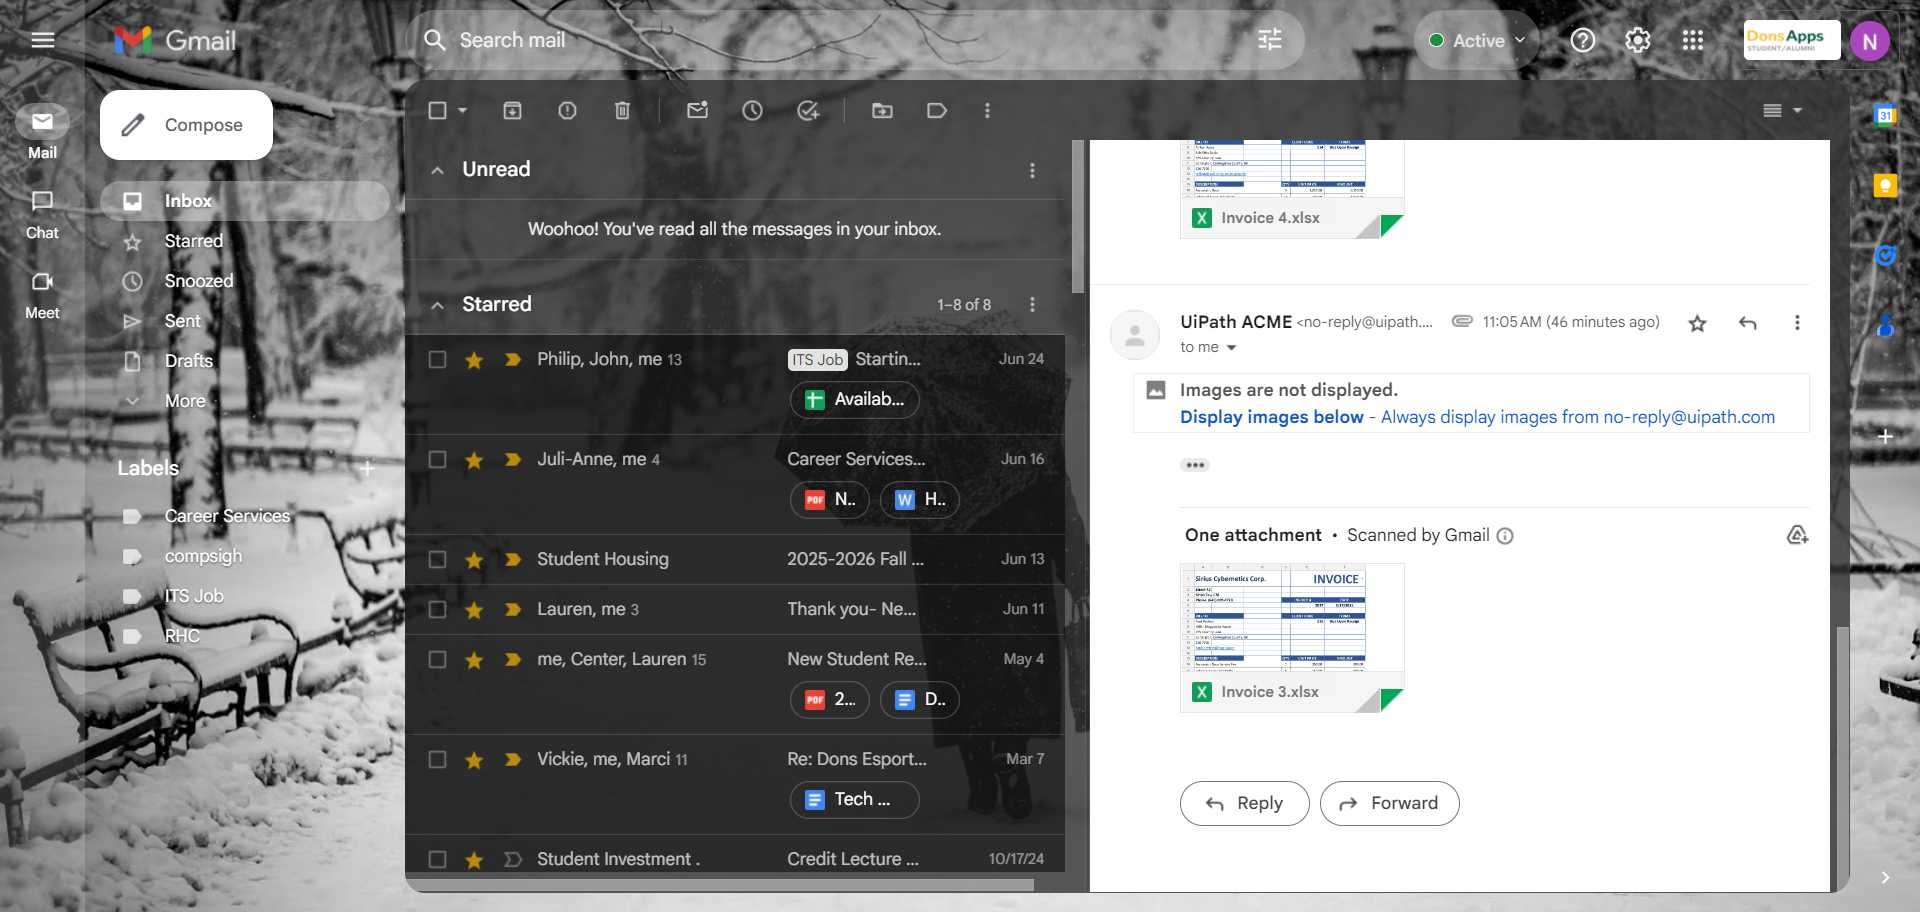 Gmail
Search mail
Active
DonsApps
STUDENT/ALUMNI
N
Mail
Chat
Meet
Compose
Inbox
Starred
Snoozed
Sent
Drafts
More
Labels
Career Services
compsigh
ITS Job
RHC
Unread
Woohoo! You've read all the messages in your inbox.
Starred
1–8 of 8
Philip, John, me 13 ITS Job Startin... Jun 24
Availab...
Juli-Anne, me 4 Career Services... Jun 16
PDF N.. W H..
Student Housing 2025-2026 Fall ... Jun 13
Lauren, me 3 Thank you- Ne... Jun 11
me, Center, Lauren 15 New Student Re... May 4
PDF 2... D..
Vickie, me, Marci 11 Re: Dons Esport... Mar 7
Tech ...
Student Investment . Credit Lecture ... 10/17/24
X Invoice 4.xlsx
UiPath ACME <no-reply@uipath.... 11:05 AM (46 minutes ago)
to me
Images are not displayed.
Display images below - Always display images from no-reply@uipath.com
One attachment • Scanned by Gmail
Sirius Cybernetics Corp. INVOICE
X Invoice 3.xlsx
Reply
Forward
31